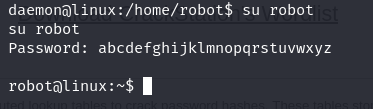 daemon@linux:/home/robot$ su robot
su robot
Password: abcdefghijklmnopqrstuvwxyz
robot@linux:~$